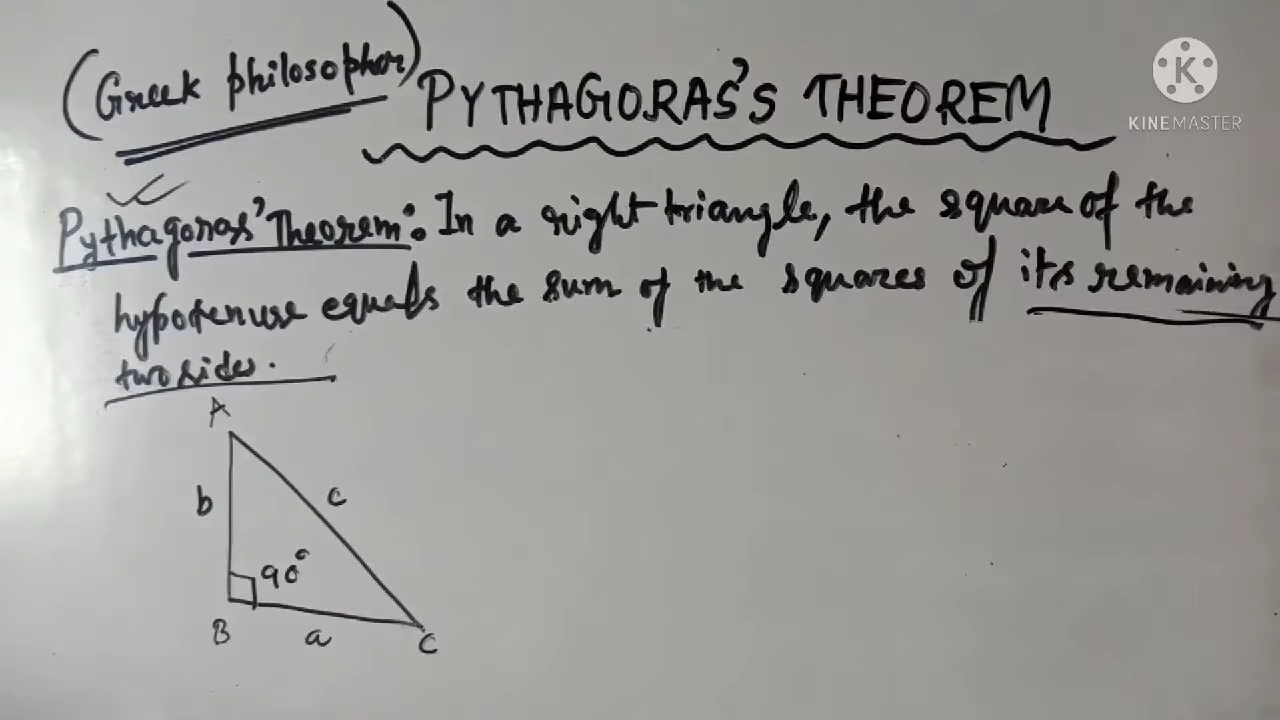 (Greek philosopher) PYTHAGORAS'S THEOREM
KINEMASTER
Pythagoras' Theorem: In a right triangle, the square of the
hypotenuse equals the sum of the squares of its remaining
two sides.
A
b
c
90°
B
a
C